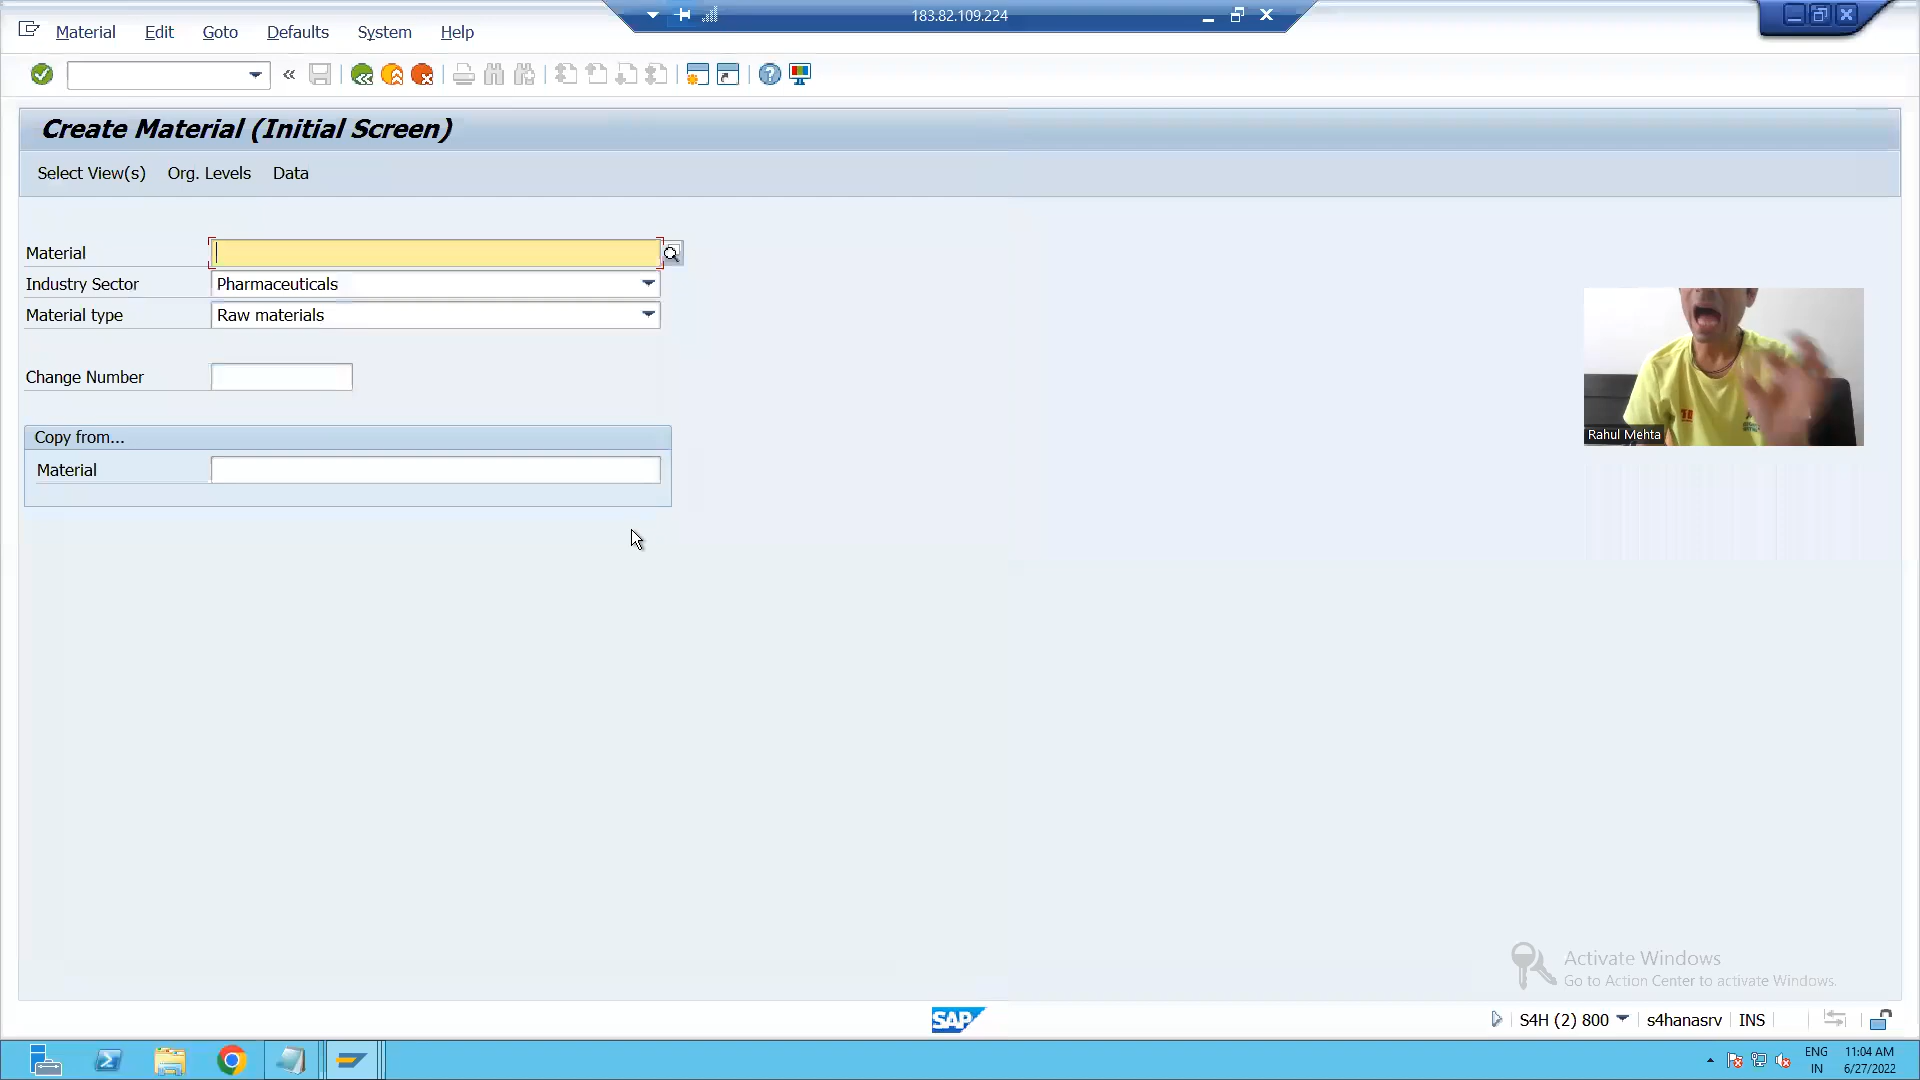 183.82.109.224
Material Edit Goto Defaults System Help
Create Material (Initial Screen)
Select View(s) Org. Levels Data
Material
Industry Sector Pharmaceuticals
Material type Raw materials
Change Number
Copy from...
Material
Rahul Mehta
Activate Windows
Go to Action Center to activate Windows.
SAP
S4H (2) 800 s4hanasrv INS
ENG 11:04 AM
IN 6/27/2022